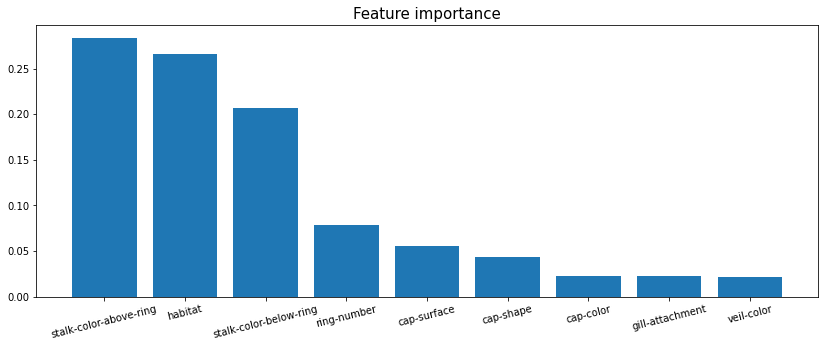 Feature importance
0.25
0.20
0.15
0.10
0.05
0.00
stalk-color-above-ring
habitat
stalk-color-below-ring
ring-number
cap-surface
cap-shape
cap-color
gill-attachment
veil-color